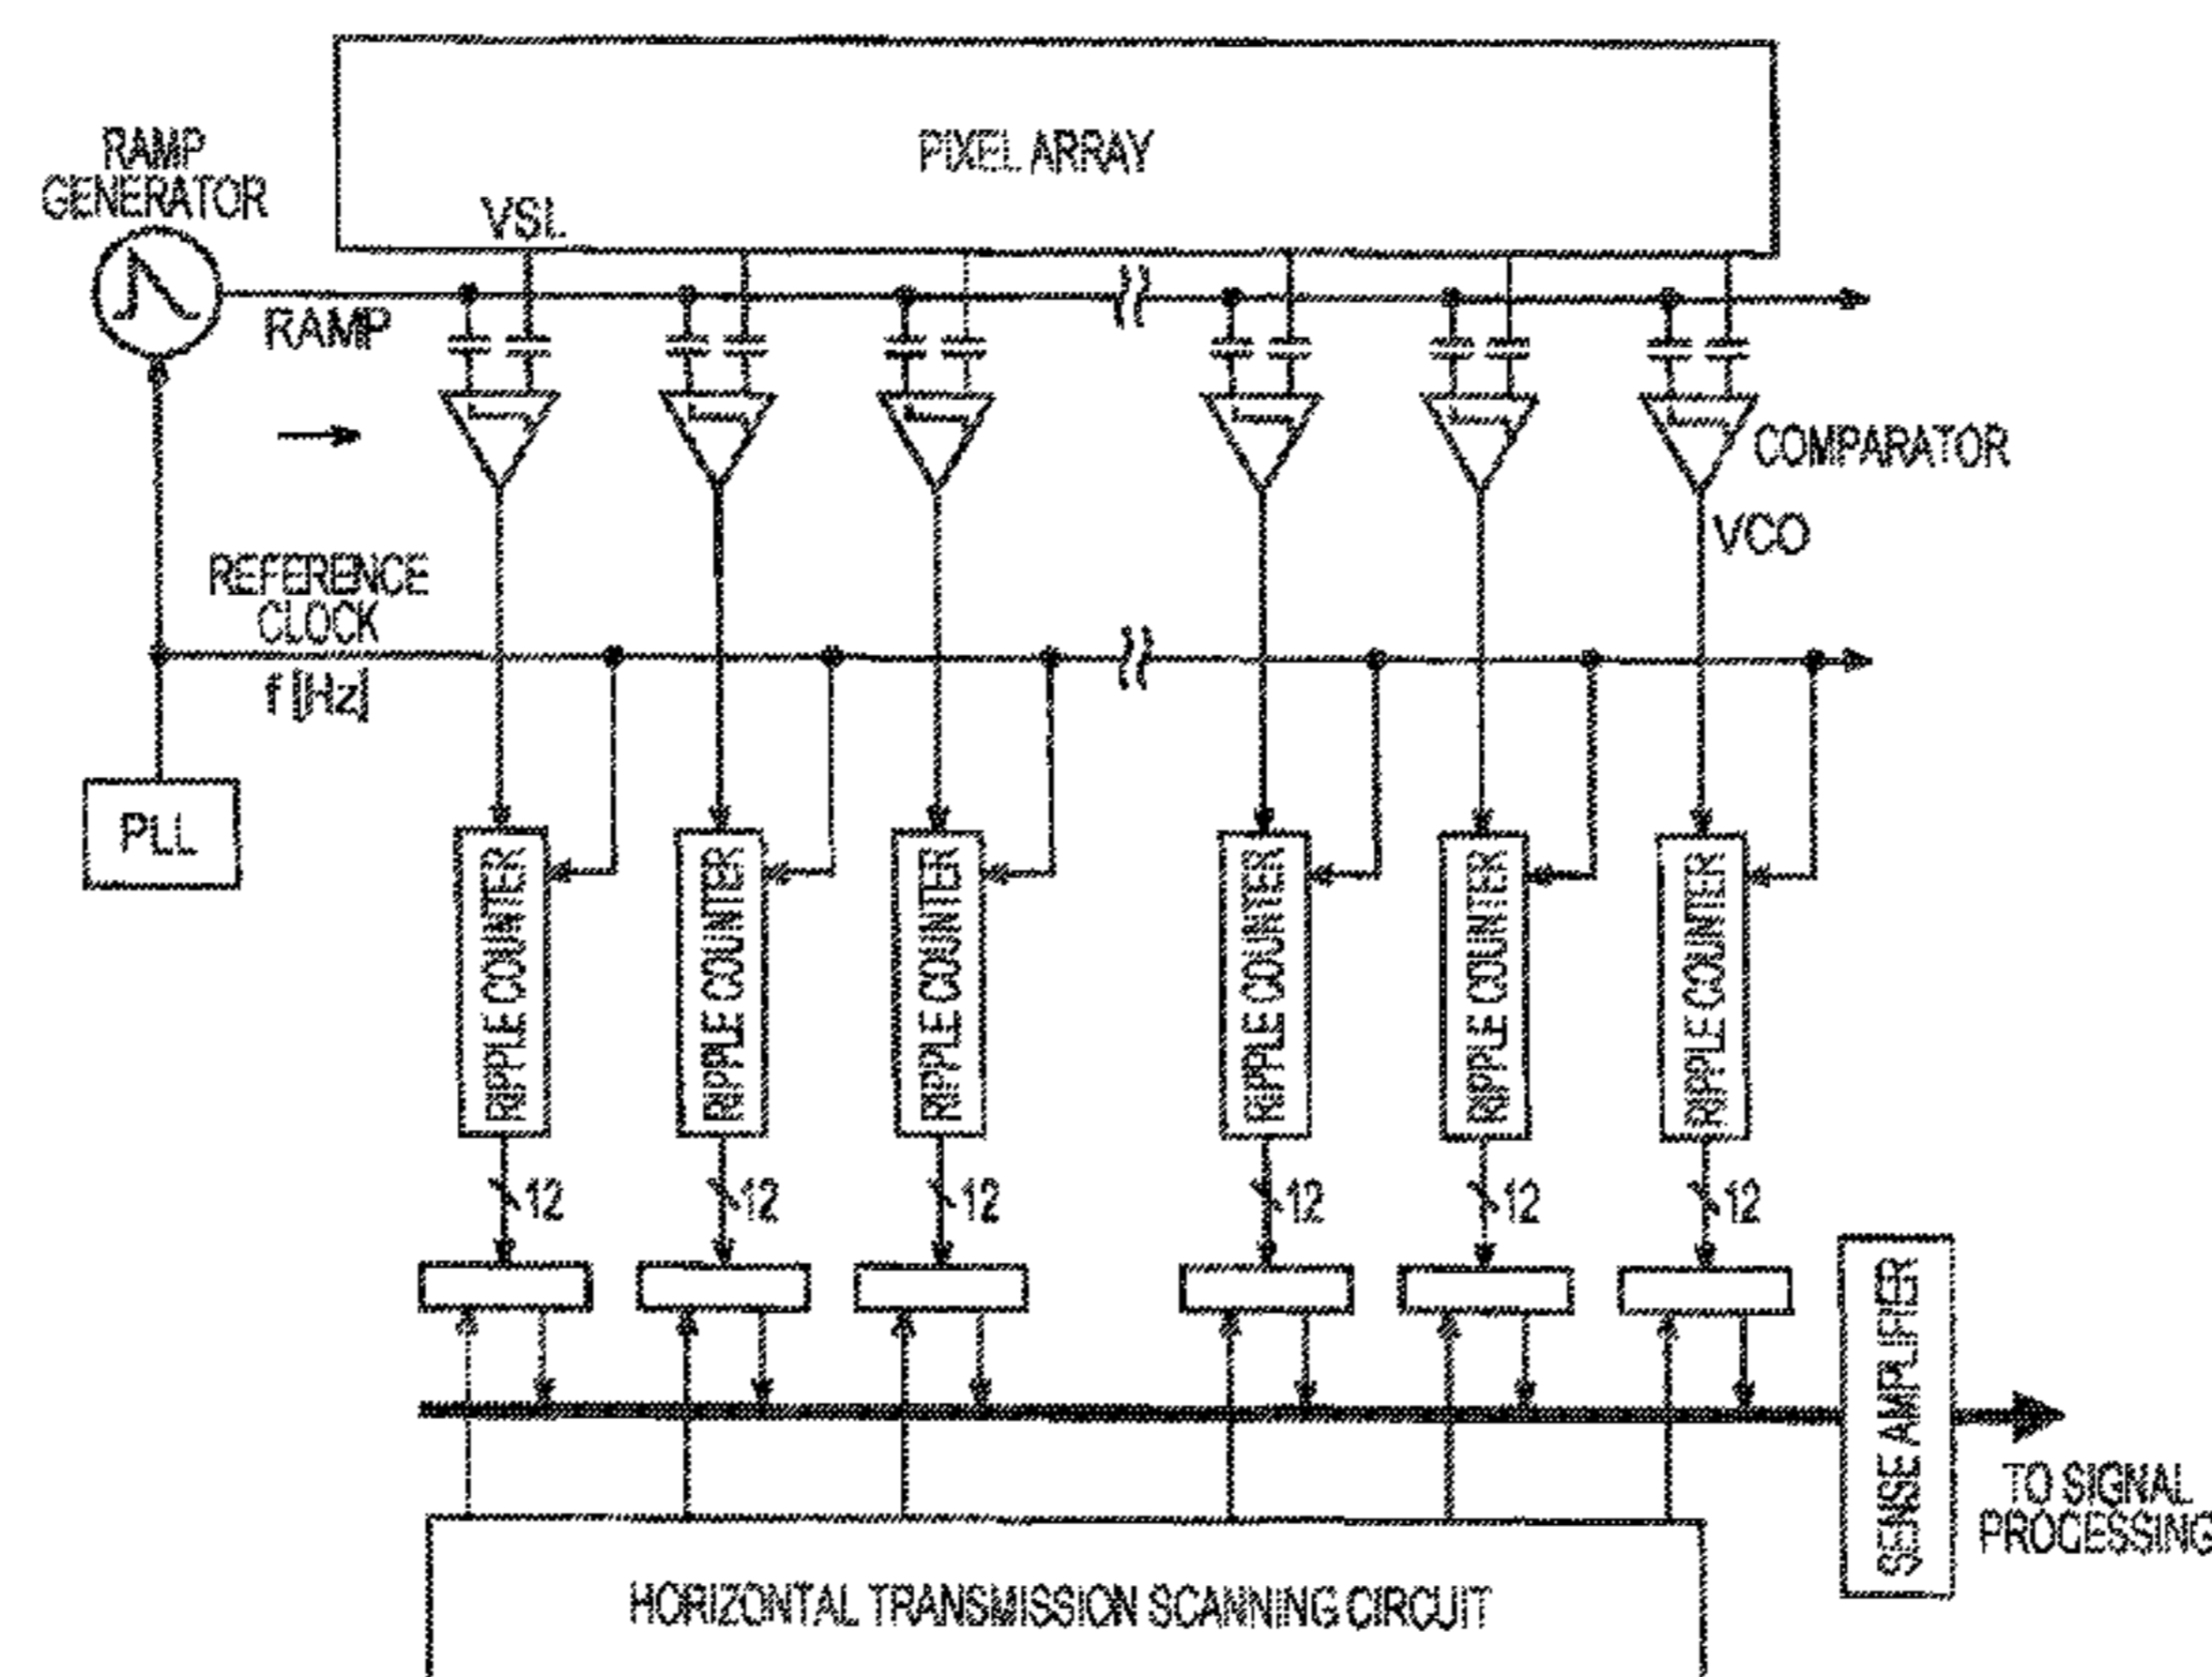 PIXEL ARRAY
RAMP
GENERATOR
VSL
RAMP
COMPARATOR
VCO
REFERENCE
CLOCK
f [Hz]
PLL
RIPPLE COUNTER
RIPPLE COUNTER
RIPPLE COUNTER
RIPPLE COUNTER
RIPPLE COUNTER
RIPPLE COUNTER
12
12
12
12
12
12
SENSE AMPLIFIER
TO SIGNAL
PROCESSING
HORIZONTAL TRANSMISSION SCANNING CIRCUIT